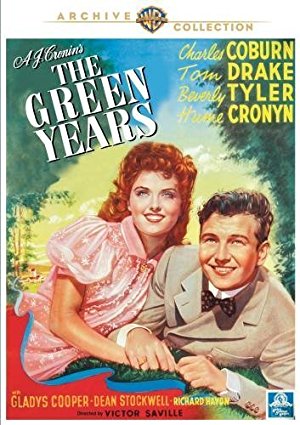 ARCHIVE WB COLLECTION
A.J. Cronin's
THE
GREEN
YEARS
Charles
COBURN
Tom DRAKE
Beverly
TYLER
Hume
CRONYN
with
GLADYS COOPER • DEAN STOCKWELL • RICHARD HAYDN
Directed by VICTOR SAVILLE